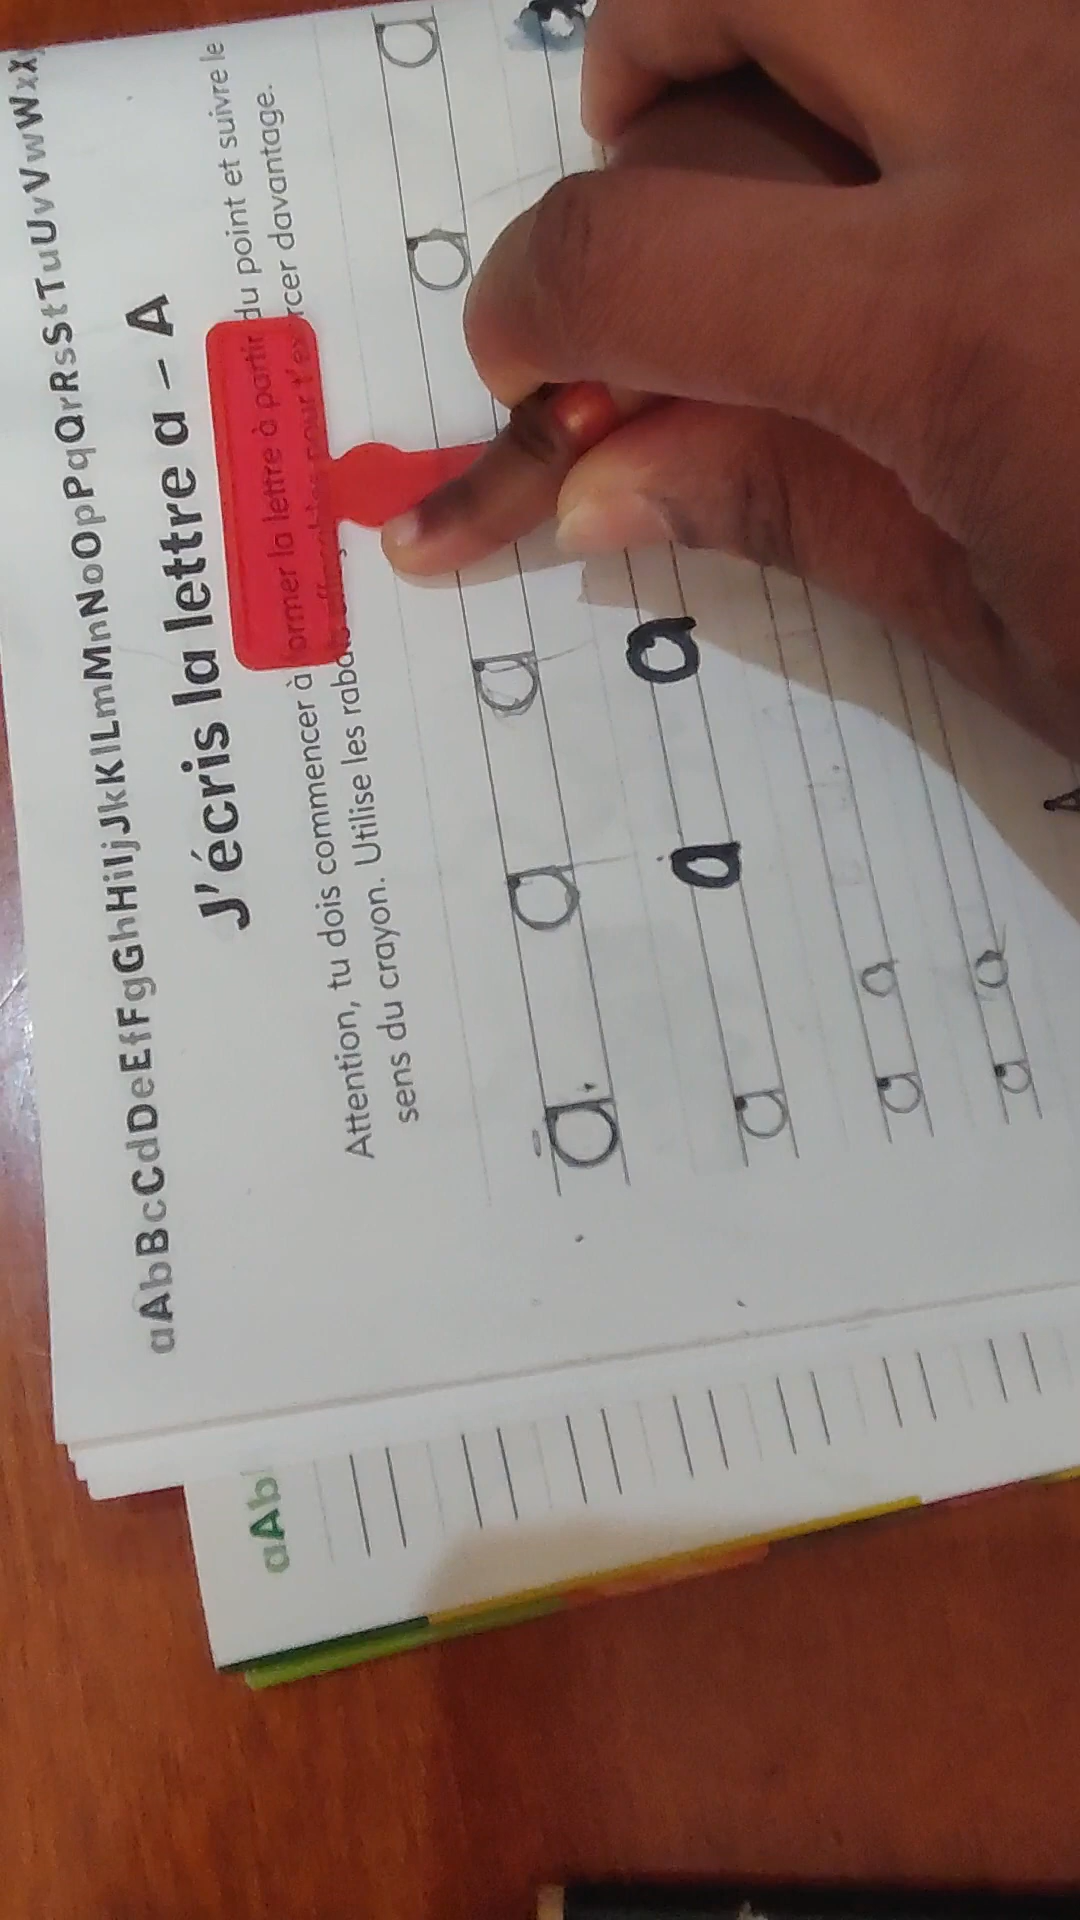 aAbBcCdDeEfFgGhHiIjJkKlLmMnNoOpPqQrRsStTuUvVwWxX
J'écris la lettre a – A
Attention, tu dois commencer à former la lettre à partir du point et suivre le
sens du crayon. Utilise les rabats effaçables pour t'exercer davantage.
a a a a a
a a a
a a
a a
A
aAb